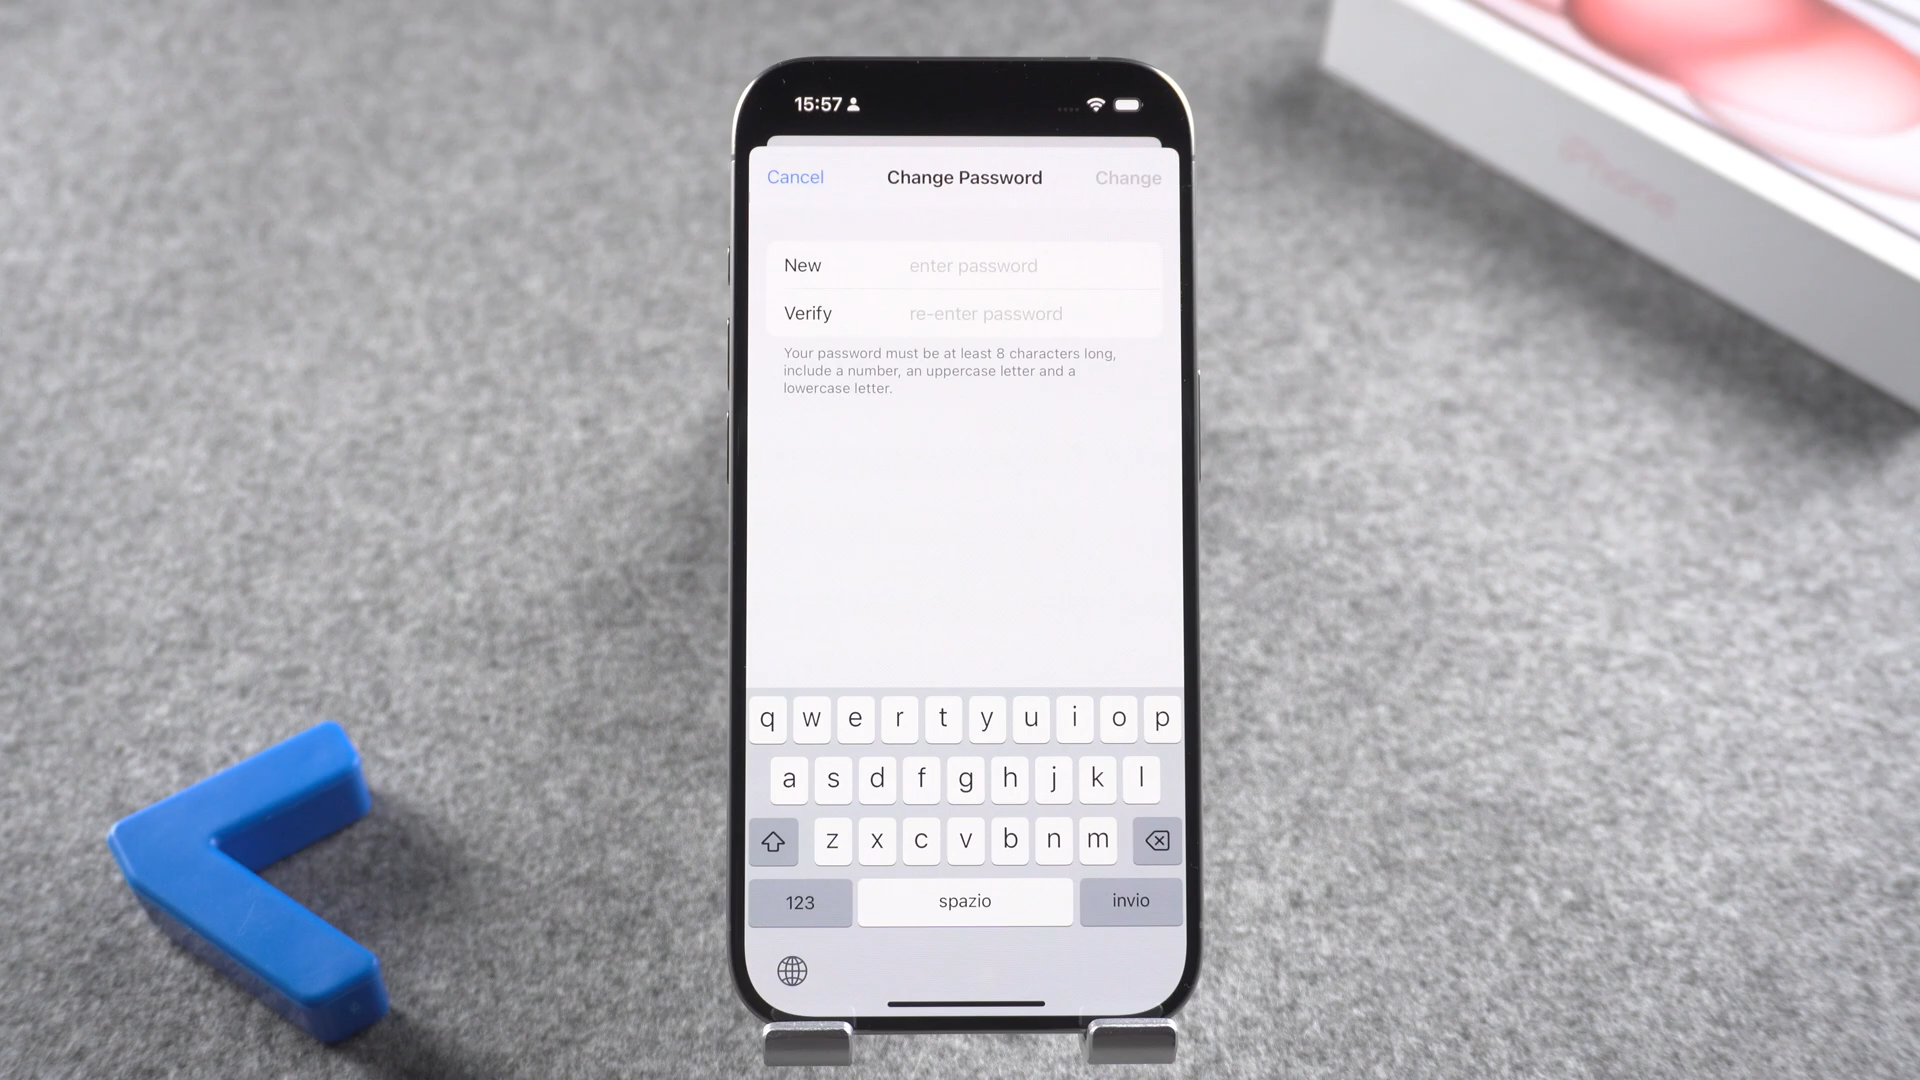 15:57
Cancel Change Password Change
New enter password
Verify re-enter password
Your password must be at least 8 characters long,
include a number, an uppercase letter and a
lowercase letter.
q w e r t y u i o p
a s d f g h j k l
z x c v b n m
123 spazio invio
iPhone